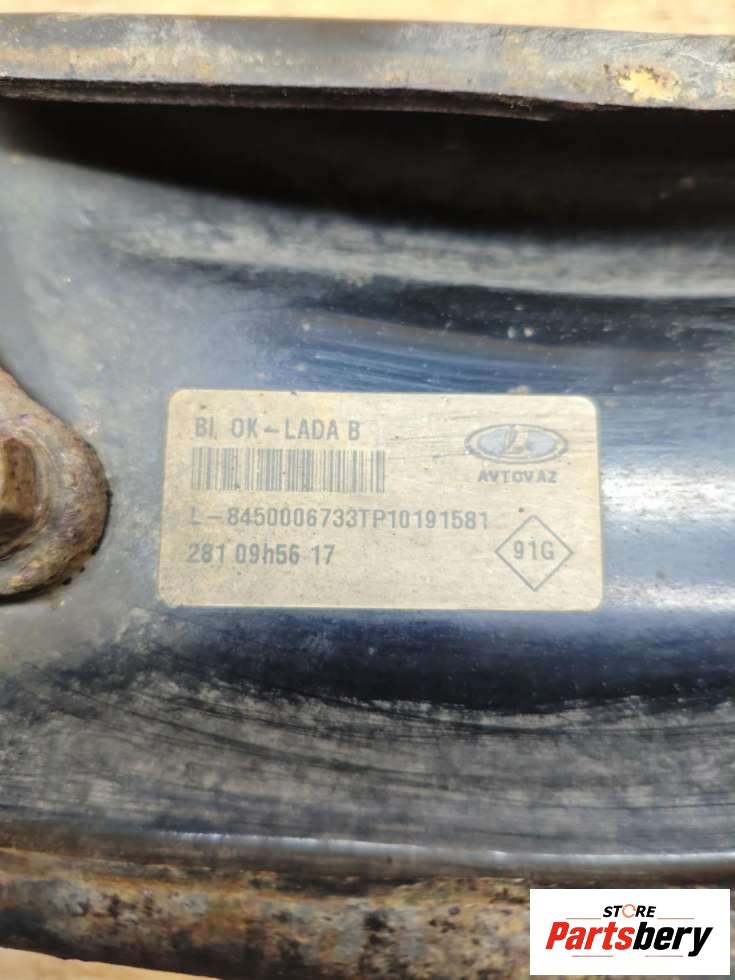 BI OK-LADA B
AVTOVAZ
L-8450006733TP10191581
281 09h56 17
91G
STORE
Partsbery